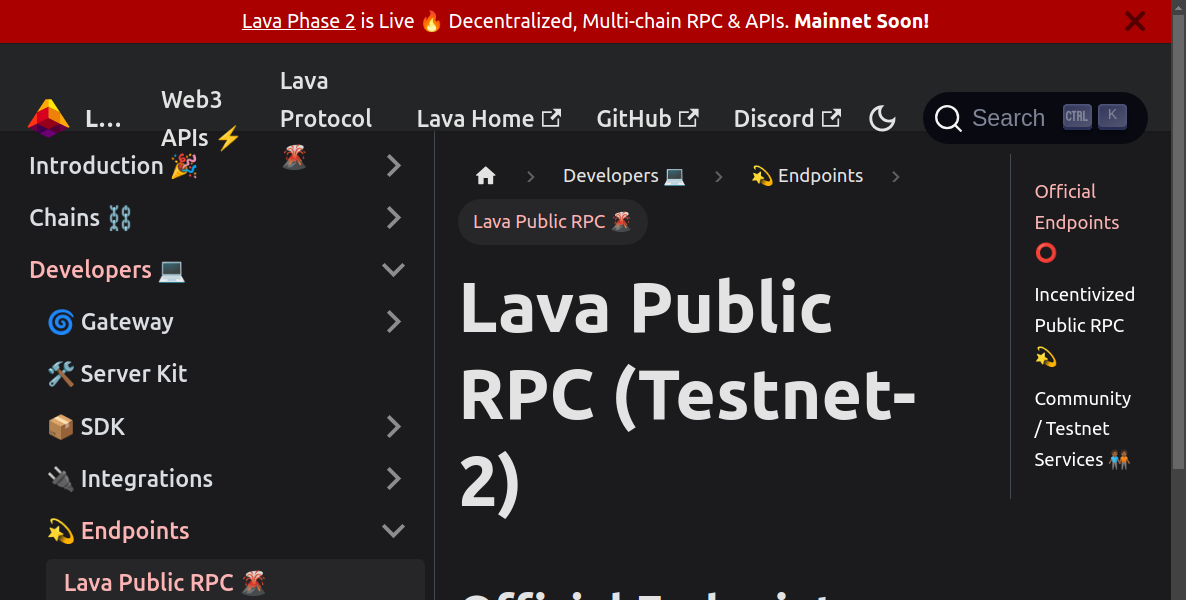 Lava Phase 2 is Live 🔥 Decentralized, Multi-chain RPC & APIs. Mainnet Soon!
L...
Web3
APIs ⚡
Lava
Protocol
🌋
Lava Home
GitHub
Discord
Search
CTRL
K
Introduction 🎉
Chains ⛓️
Developers 💻
🌀 Gateway
🛠️ Server Kit
📦 SDK
🔌 Integrations
💫 Endpoints
Lava Public RPC 🌋
Developers 💻
💫 Endpoints
Lava Public RPC 🌋
Lava Public
RPC (Testnet-
2)
Official
Endpoints
⭕
Incentivized
Public RPC
💫
Community
/ Testnet
Services 🧑‍🤝‍🧑